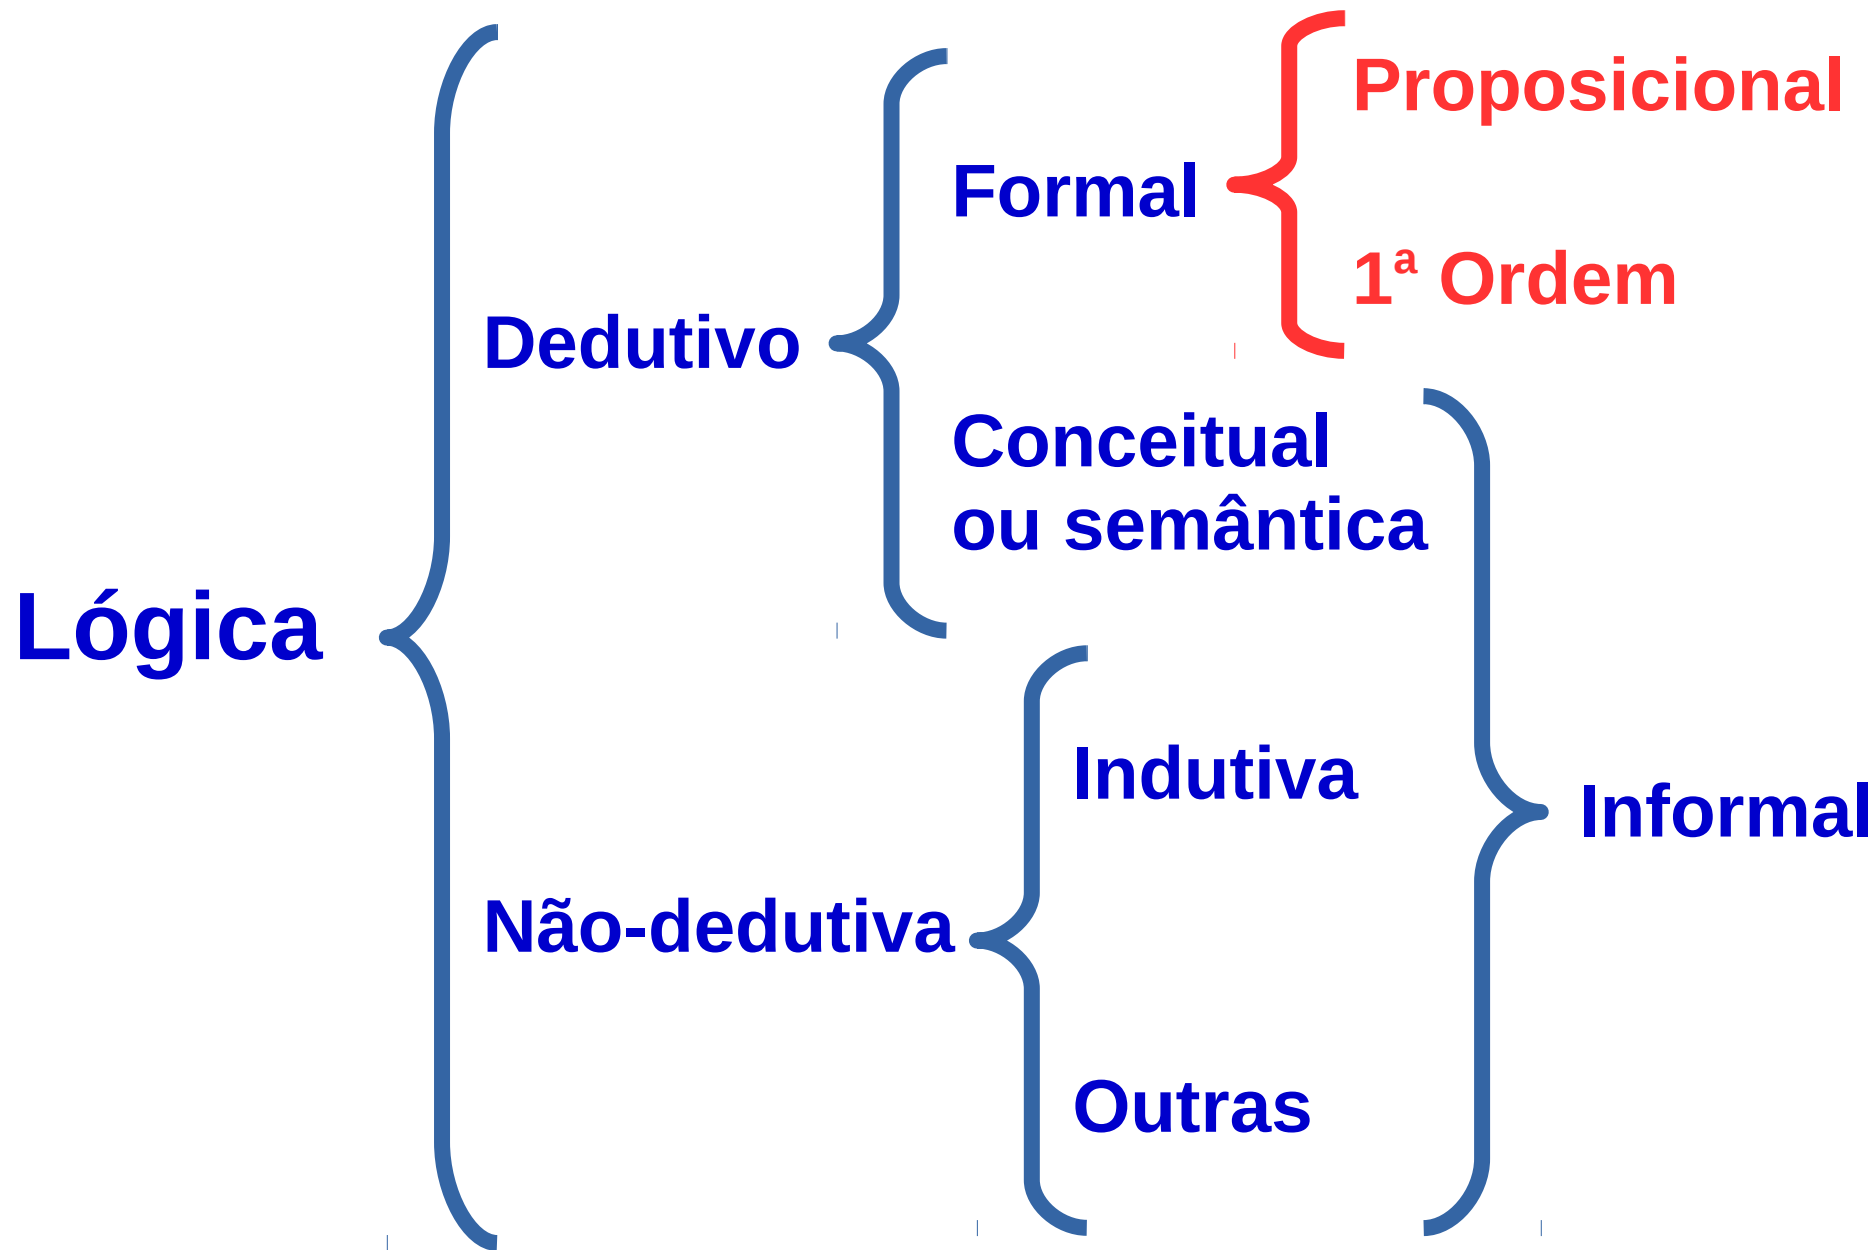 Lógica
Dedutivo
Formal
Proposicional
1ª Ordem
Conceitual
ou semântica
Não-dedutiva
Indutiva
Outras
Informal